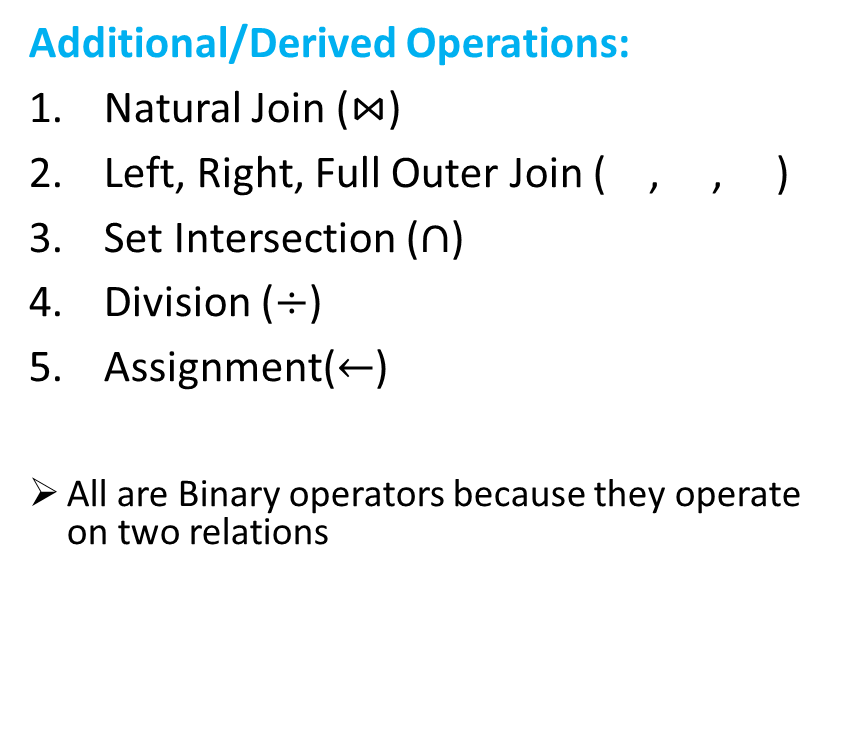 Additional/Derived Operations:
1. Natural Join (⋈)
2. Left, Right, Full Outer Join ( , , )
3. Set Intersection (∩)
4. Division (÷)
5. Assignment(←)
➢ All are Binary operators because they operate
on two relations